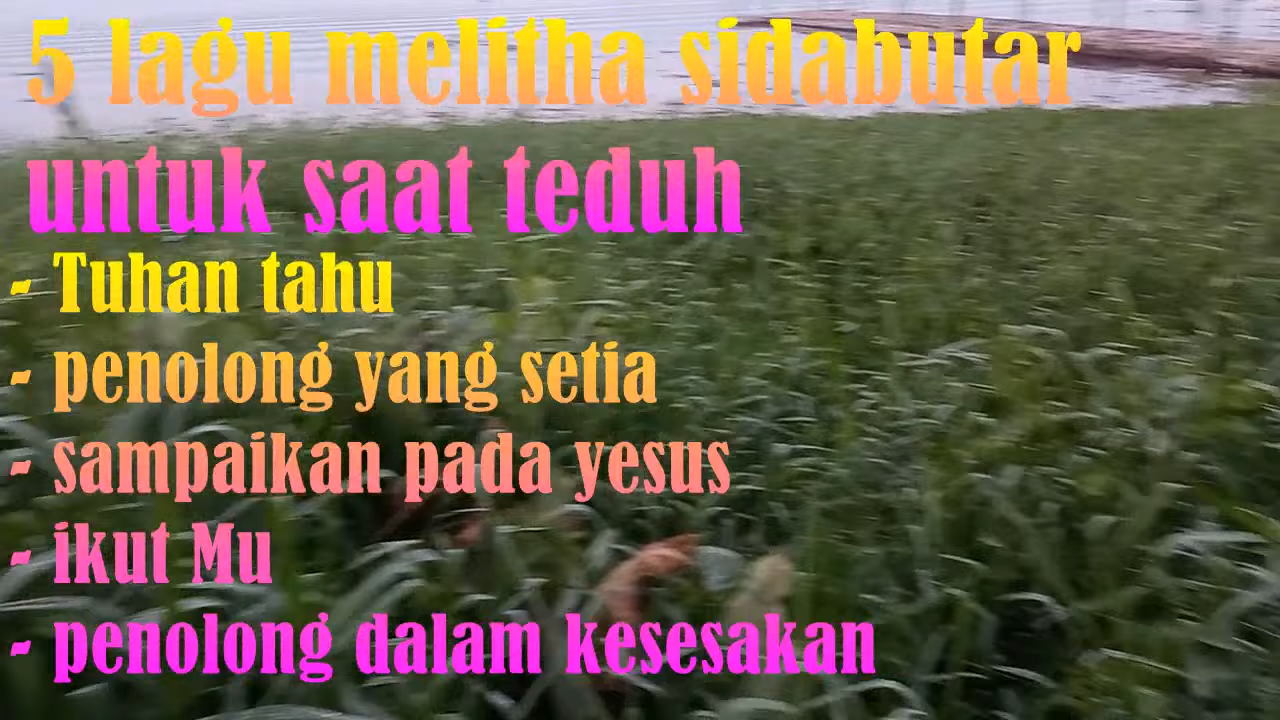 5 lagu melitha sidabutar
untuk saat teduh
- Tuhan tahu
- penolong yang setia
- sampaikan pada yesus
- ikut Mu
- penolong dalam kesesakan